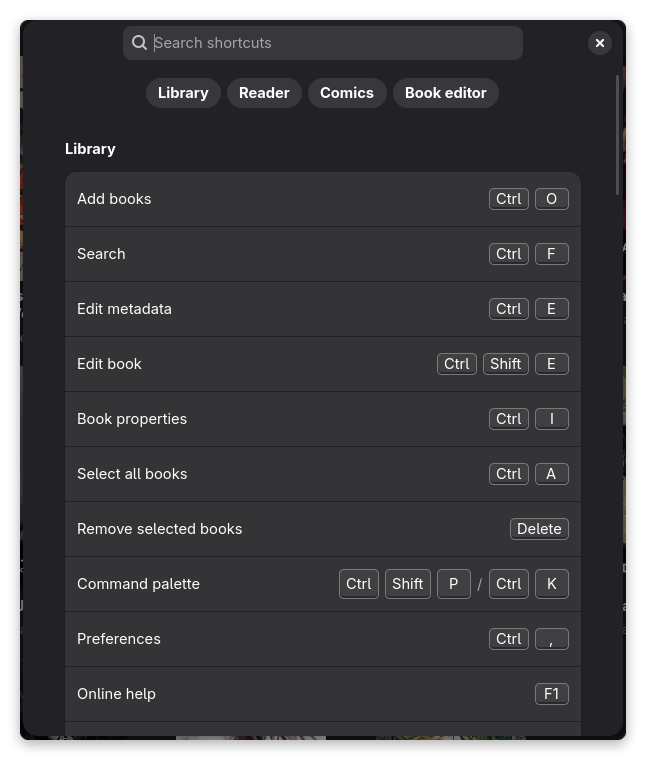 Search shortcuts
Library Reader Comics Book editor
Library
Add books Ctrl O
Search Ctrl F
Edit metadata Ctrl E
Edit book Ctrl Shift E
Book properties Ctrl I
Select all books Ctrl A
Remove selected books Delete
Command palette Ctrl Shift P / Ctrl K
Preferences Ctrl ,
Online help F1